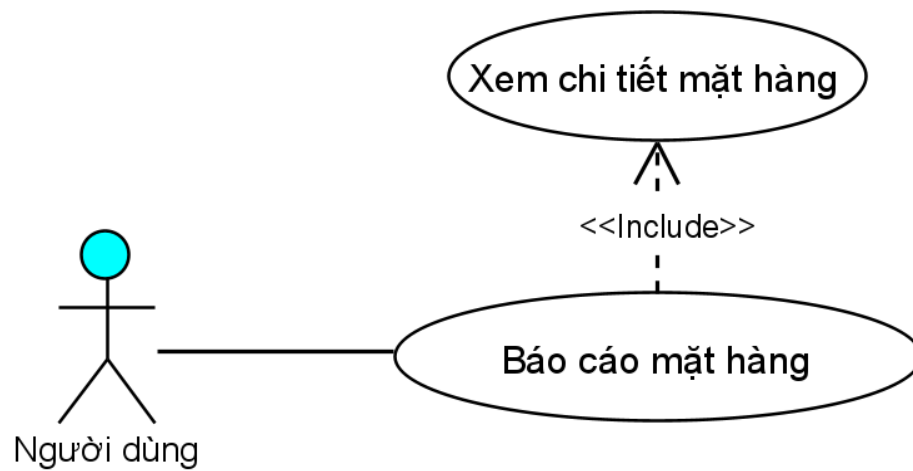 Xem chi tiết mặt hàng
<<Include>>
Báo cáo mặt hàng
Người dùng